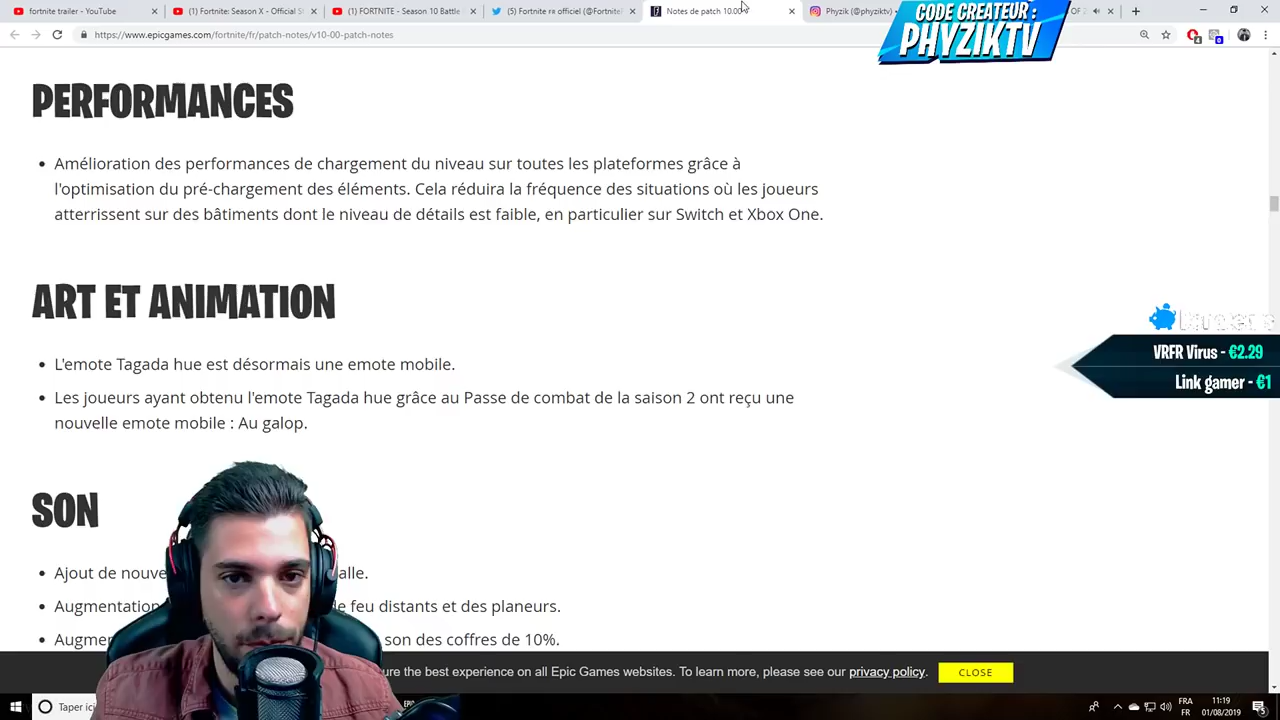 fortnite trailer - YouTube
Fortnite: Season X - Official S
(1) FORTNITE - Season 10 Battle
(5) Fortnite fr officiel (@Fortnite
Notes de patch 10.00
Phyzik (@phyziktv)
CODE CREATEUR :
PHYZIKTV
https://www.epicgames.com/fortnite/fr/patch-notes/v10-00-patch-notes
PERFORMANCES
• Amélioration des performances de chargement du niveau sur toutes les plateformes grâce à
l'optimisation du pré-chargement des éléments. Cela réduira la fréquence des situations où les joueurs
atterrissent sur des bâtiments dont le niveau de détails est faible, en particulier sur Switch et Xbox One.
ART ET ANIMATION
• L'emote Tagada hue est désormais une emote mobile.
• Les joueurs ayant obtenu l'emote Tagada hue grâce au Passe de combat de la saison 2 ont reçu une
nouvelle emote mobile : Au galop.
VRFR Virus - €2.29
Link gamer - €1
SON
• Ajout de nouve alle.
• Augmentation e feu distants et des planeurs.
• Augmen son des coffres de 10%.
ure the best experience on all Epic Games websites. To learn more, please see our privacy policy.
CLOSE
Taper ici
EPIC
FRA
FR
11:19
01/08/2019